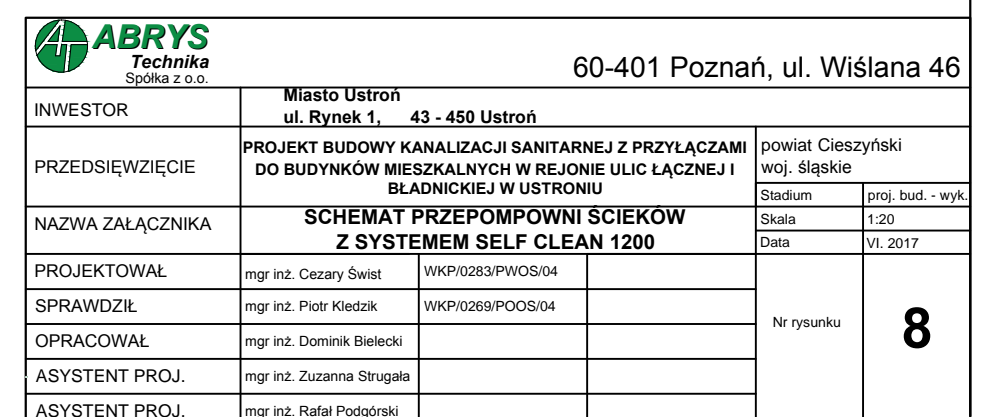 ABRYS
Technika
Spółka z o.o.
60-401 Poznań, ul. Wiślana 46
INWESTOR
Miasto Ustroń
ul. Rynek 1, 43 - 450 Ustroń
PRZEDSIĘWZIĘCIE
PROJEKT BUDOWY KANALIZACJI SANITARNEJ Z PRZYŁĄCZAMI
DO BUDYNKÓW MIESZKALNYCH W REJONIE ULIC ŁĄCZNEJ I
BŁADNICKIEJ W USTRONIU
powiat Cieszyński
woj. śląskie
Stadium proj. bud. - wyk.
NAZWA ZAŁĄCZNIKA
SCHEMAT PRZEPOMPOWNI ŚCIEKÓW
Z SYSTEMEM SELF CLEAN 1200
Skala 1:20
Data VI. 2017
PROJEKTOWAŁ mgr inż. Cezary Świst WKP/0283/PWOS/04
SPRAWDZIŁ mgr inż. Piotr Kledzik WKP/0269/POOS/04
OPRACOWAŁ mgr inż. Dominik Bielecki
ASYSTENT PROJ. mgr inż. Zuzanna Strugała
ASYSTENT PROJ. mgr inż. Rafał Podgórski
Nr rysunku 8